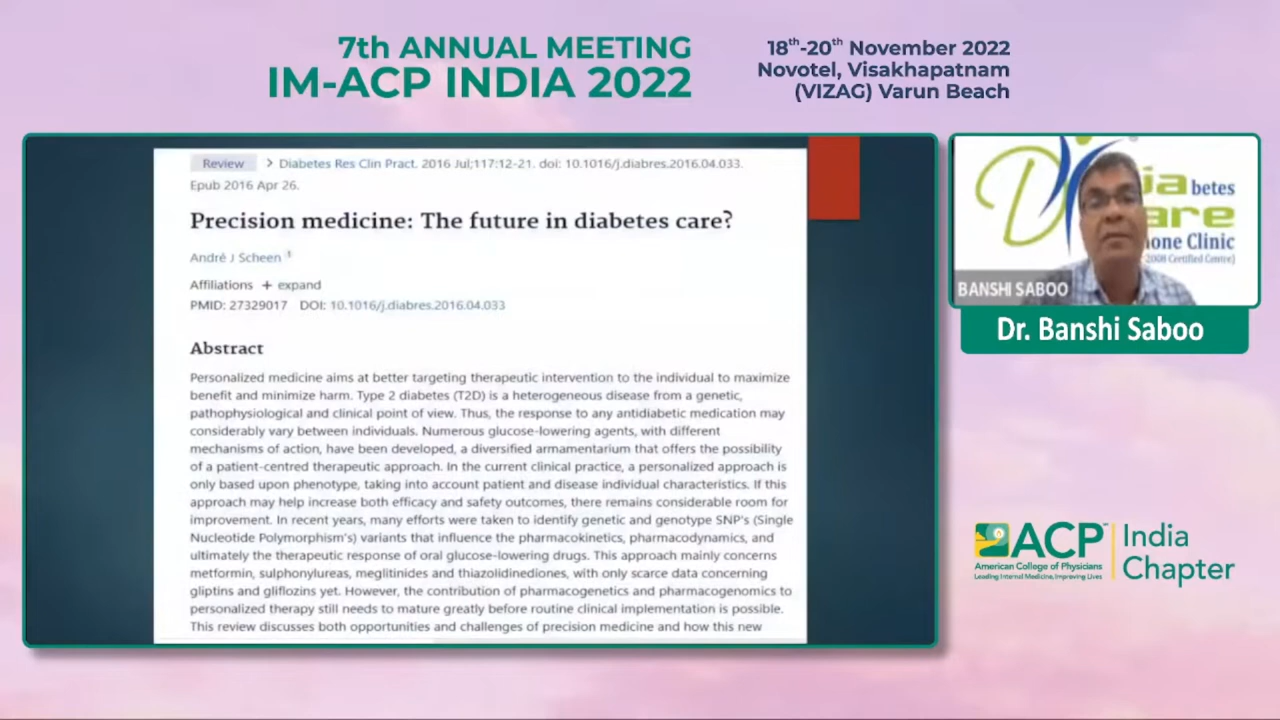 7th ANNUAL MEETING
IM-ACP INDIA 2022
18th-20th November 2022
Novotel, Visakhapatnam
(VIZAG) Varun Beach
Review > Diabetes Res Clin Pract. 2016 Jul;117:12-21. doi: 10.1016/j.diabres.2016.04.033.
Epub 2016 Apr 26.
Precision medicine: The future in diabetes care?
André J Scheen 1
Affiliations + expand
PMID: 27329017 DOI: 10.1016/j.diabres.2016.04.033
Abstract
Personalized medicine aims at better targeting therapeutic intervention to the individual to maximize
benefit and minimize harm. Type 2 diabetes (T2D) is a heterogeneous disease from a genetic,
pathophysiological and clinical point of view. Thus, the response to any antidiabetic medication may
considerably vary between individuals. Numerous glucose-lowering agents, with different
mechanisms of action, have been developed, a diversified armamentarium that offers the possibility
of a patient-centred therapeutic approach. In the current clinical practice, a personalized approach is
only based upon phenotype, taking into account patient and disease individual characteristics. If this
approach may help increase both efficacy and safety outcomes, there remains considerable room for
improvement. In recent years, many efforts were taken to identify genetic and genotype SNP's (Single
Nucleotide Polymorphism's) variants that influence the pharmacokinetics, pharmacodynamics, and
ultimately the therapeutic response of oral glucose-lowering drugs. This approach mainly concerns
metformin, sulphonylureas, meglitinides and thiazolidinediones, with only scarce data concerning
gliptins and gliflozins yet. However, the contribution of pharmacogenetics and pharmacogenomics to
personalized therapy still needs to mature greatly before routine clinical implementation is possible.
This review discusses both opportunities and challenges of precision medicine and how this new
betes
are
one Clinic
2008 Certified Centre)
BANSHI SABOO
Dr. Banshi Saboo
ACP
American College of Physicians
Leading Internal Medicine, Improving Lives
India
Chapter